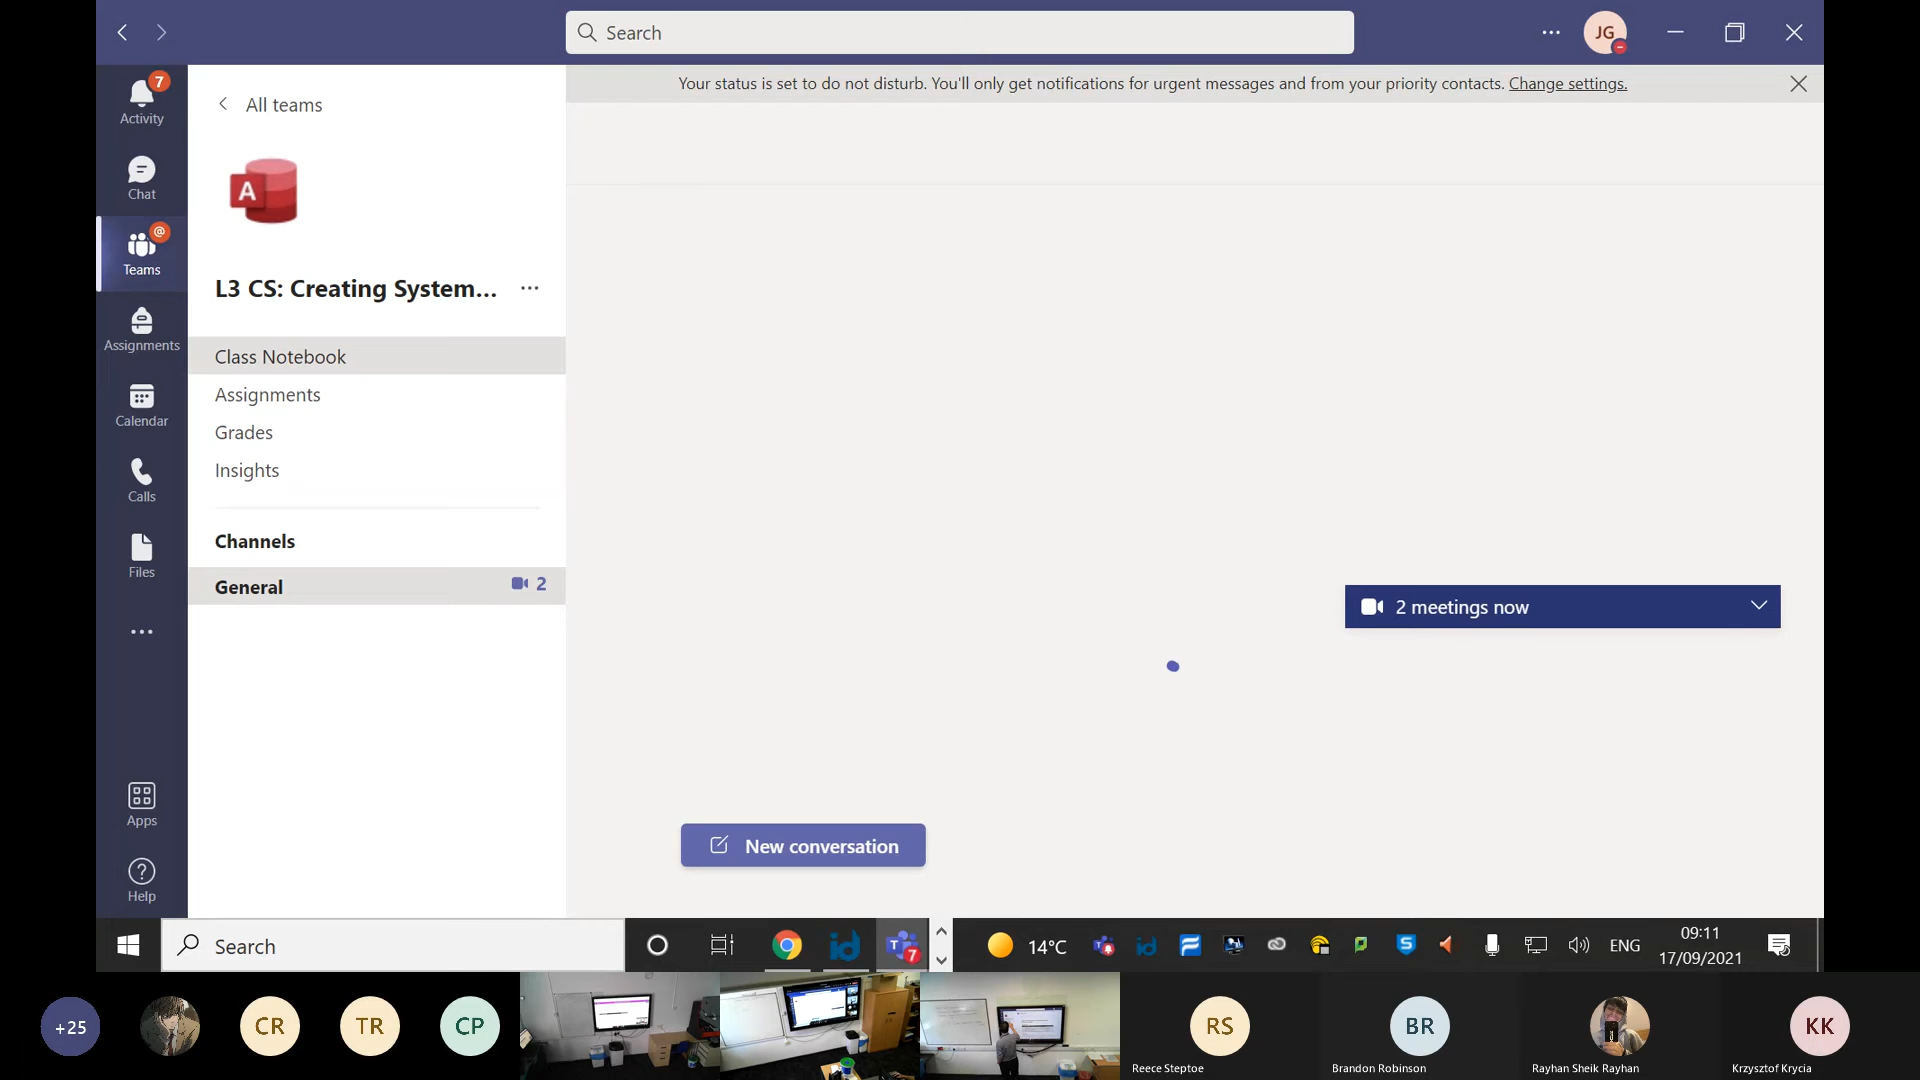 Search
JG
7
Activity
Chat
@
Teams
Assignments
Calendar
Calls
Files
Apps
Help
All teams
A
L3 CS: Creating System...
Class Notebook
Assignments
Grades
Insights
Channels
General
2
Your status is set to do not disturb. You'll only get notifications for urgent messages and from your priority contacts. Change settings.
2 meetings now
New conversation
Search
id
T
7
14°C
id
S
ENG
09:11
17/09/2021
+25
CR
TR
CP
RS
Reece Steptoe
BR
Brandon Robinson
Rayhan Sheik Rayhan
KK
Krzysztof Krycia